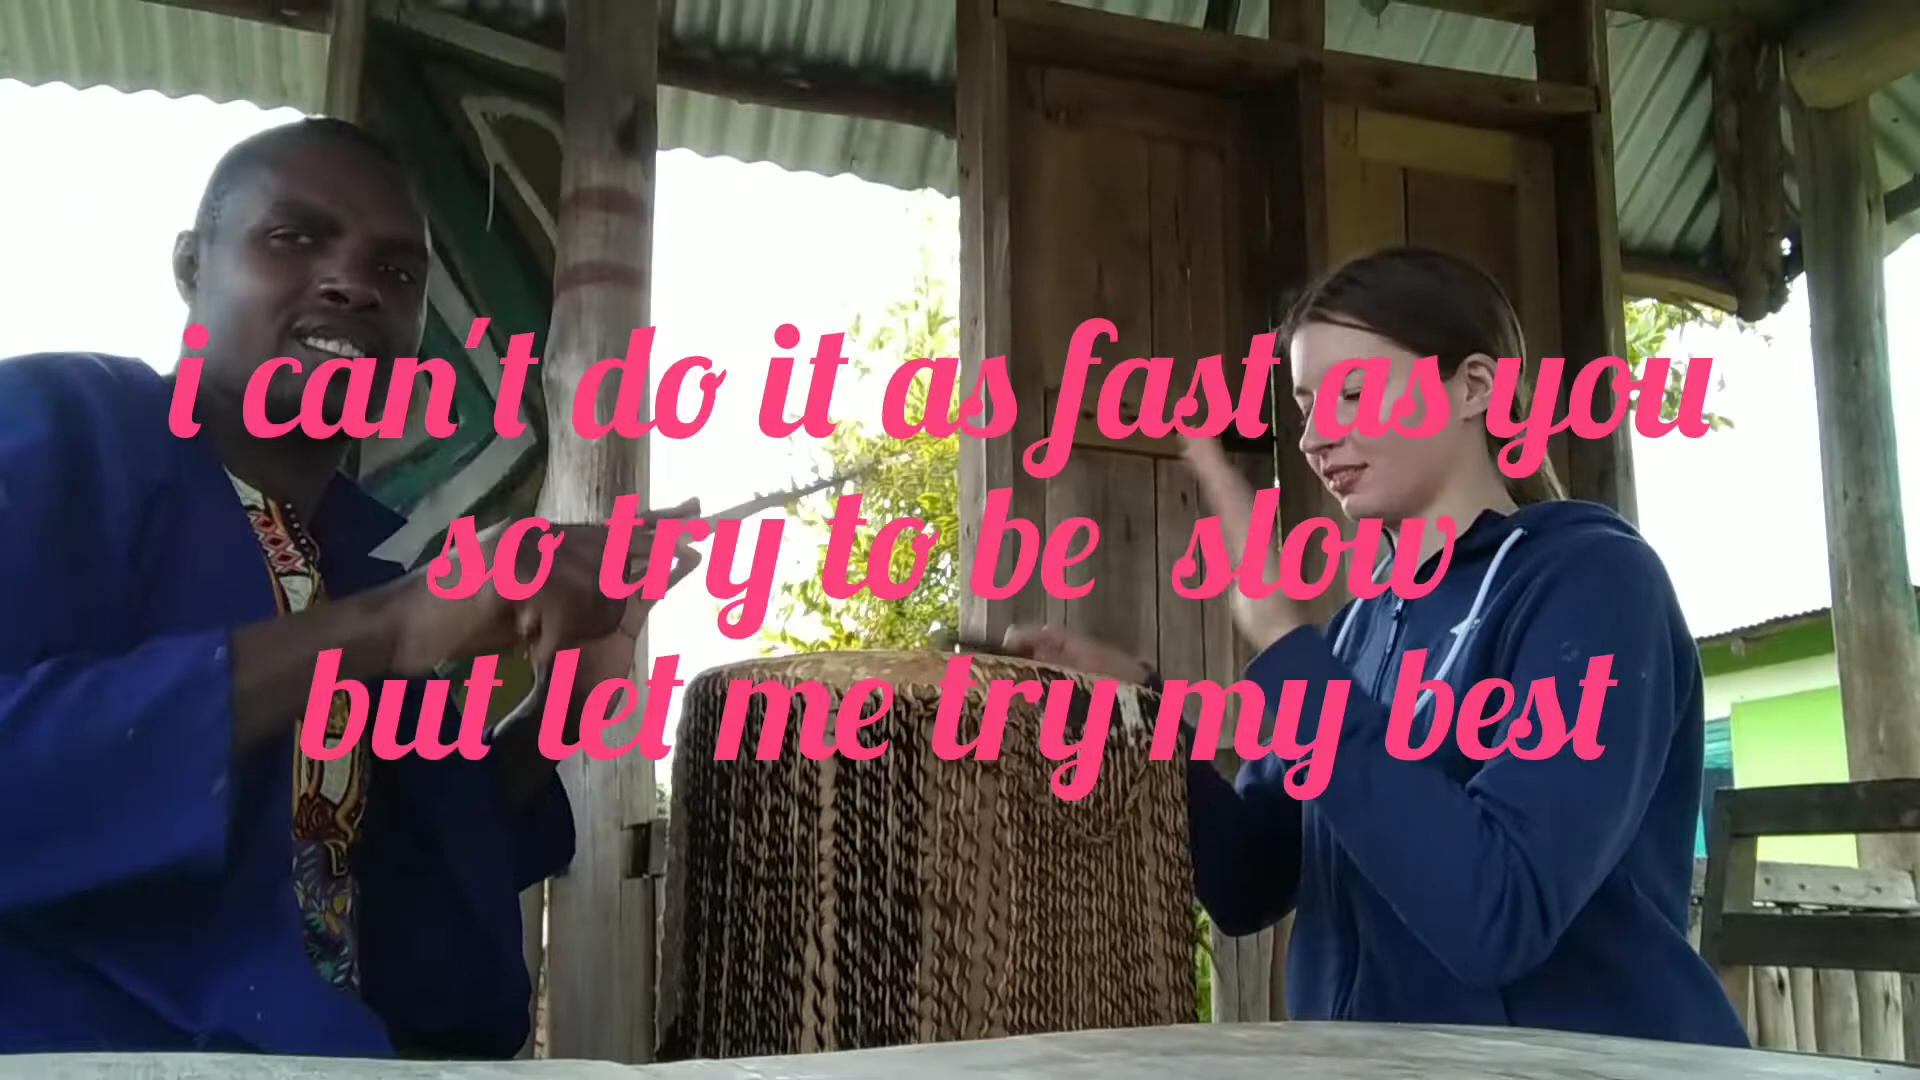 i can't do it as fast as you
so try to be slow
but let me try my best